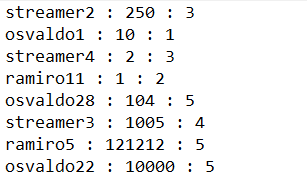 streamer2 : 250 : 3
osvaldo1 : 10 : 1
streamer4 : 2 : 3
ramiro11 : 1 : 2
osvaldo28 : 104 : 5
streamer3 : 1005 : 4
ramiro5 : 121212 : 5
osvaldo22 : 10000 : 5